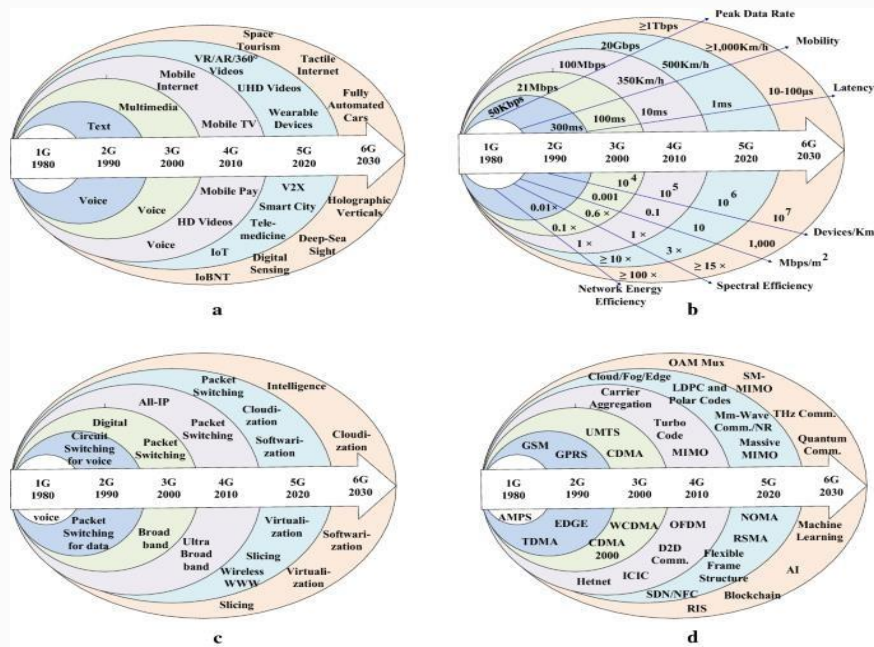 Space
Tourism
VR/AR/360°
Videos
Tactile
Internet
Mobile
Internet
UHD Videos
Fully
Automated
Cars
Multimedia
Wearable
Devices
Text
Mobile TV
1G
1980
2G
1990
3G
2000
4G
2010
5G
2020
6G
2030
Voice
Voice
Mobile Pay
V2X
Smart City
Holographic
Verticals
HD Videos
Tele-
medicine
Voice
IoT
Digital
Sensing
Deep-Sea
Sight
IoBNT
a
Peak Data Rate
≥1Tbps
Mobility
20Gbps
≥1,000Km/h
100Mbps
500Km/h
21Mbps
350Km/h
Latency
50Kbps
10-100μs
1ms
10ms
100ms
300ms
1G
1980
2G
1990
3G
2000
4G
2010
5G
2020
6G
2030
10⁴
10⁵
10⁶
10⁷
0.01×
0.001
0.6 ×
0.1
10
1,000
Devices/Km
0.1 ×
1 ×
1 ×
3 ×
Mbps/m²
≥ 10 ×
≥ 15 ×
≥ 100 ×
Spectral Efficiency
Network Energy
Efficiency
b
Packet
Switching
Intelligence
All-IP
Cloudi-
zation
Digital
Packet
Switching
Circuit
Switching
for voice
Packet
Switching
Softwari-
zation
Cloudi-
zation
1G
1980
2G
1990
3G
2000
4G
2010
5G
2020
6G
2030
voice
Packet
Switching
for data
Broad
band
Ultra
Broad
band
Virtuali-
zation
Softwari-
zation
Slicing
Wireless
WWW
Virtuali-
zation
Slicing
c
OAM Mux
Cloud/Fog/Edge
SM-
MIMO
Carrier
Aggregation
LDPC and
Polar Codes
THz Comm.
Mm-Wave
Comm./NR
UMTS
Turbo
Code
GSM
GPRS
CDMA
MIMO
Massive
MIMO
Quantum
Comm.
1G
1980
2G
1990
3G
2000
4G
2010
5G
2020
6G
2030
AMPS
EDGE
WCDMA
OFDM
NOMA
Machine
Learning
TDMA
CDMA
2000
D2D
Comm.
RSMA
Hetnet
ICIC
Flexible
Frame
Structure
AI
SDN/NFC
Blockchain
RIS
d